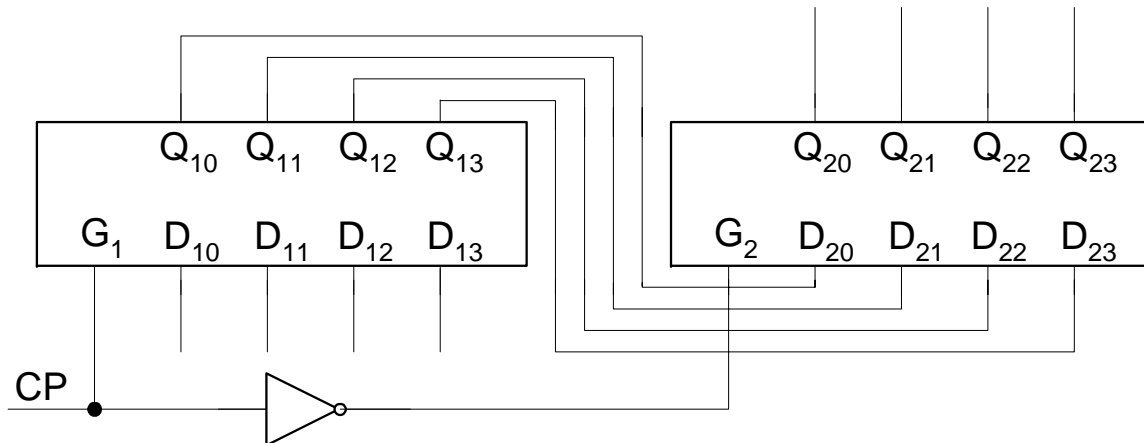 Q₂₀ Q₂₁ Q₂₂ Q₂₃
Q₁₀ Q₁₁ Q₁₂ Q₁₃
G₁ D₁₀ D₁₁ D₁₂ D₁₃
G₂ D₂₀ D₂₁ D₂₂ D₂₃
CP